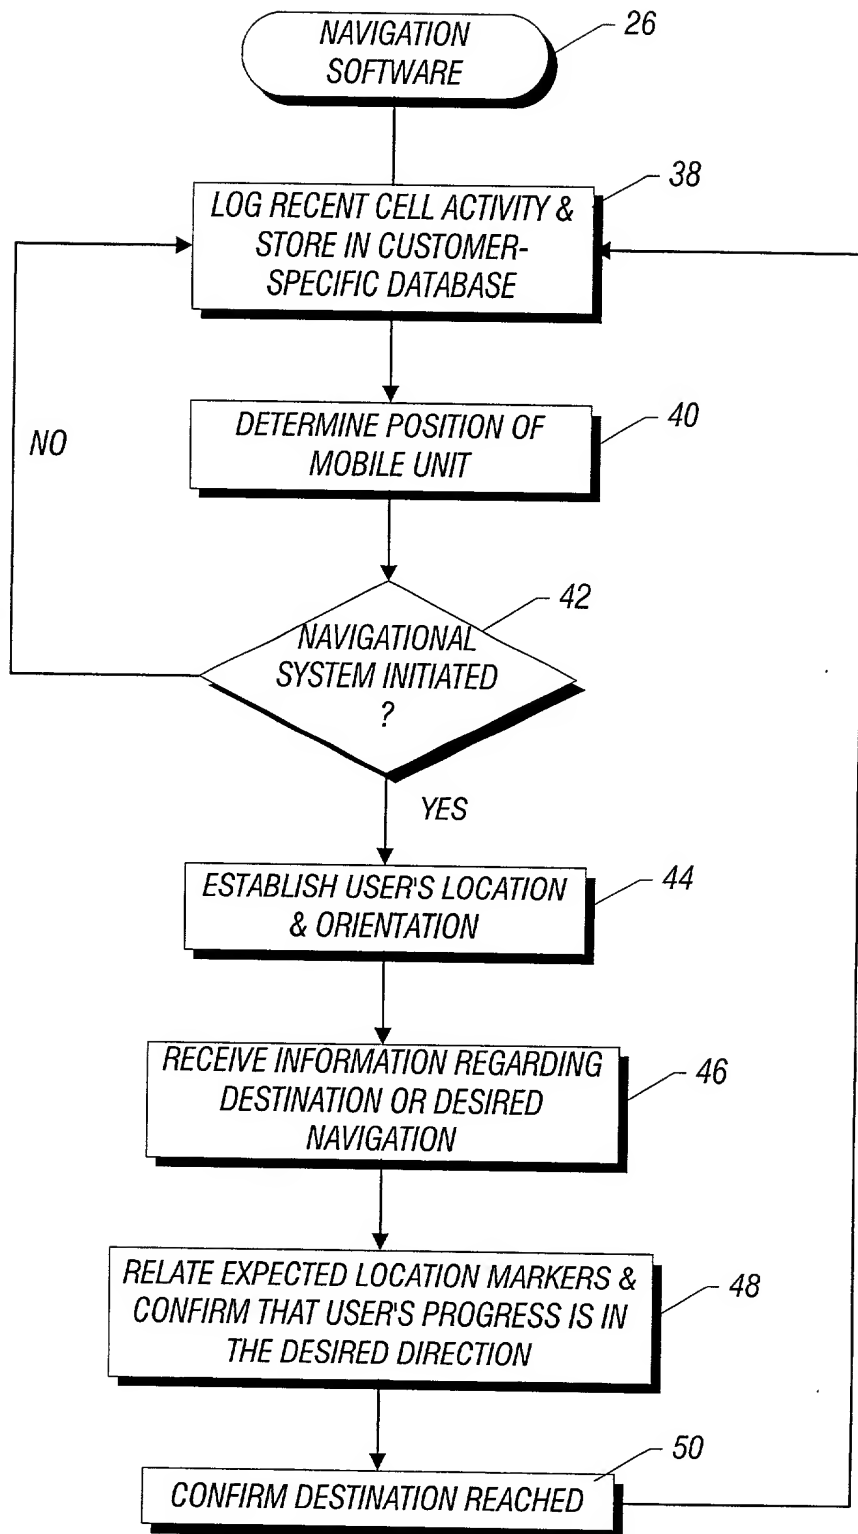 NAVIGATION
SOFTWARE
26
38
LOG RECENT CELL ACTIVITY &
STORE IN CUSTOMER-
SPECIFIC DATABASE
NO
DETERMINE POSITION OF
MOBILE UNIT
40
42
NAVIGATIONAL
SYSTEM INITIATED
?
YES
ESTABLISH USER'S LOCATION
& ORIENTATION
44
RECEIVE INFORMATION REGARDING
DESTINATION OR DESIRED
NAVIGATION
46
RELATE EXPECTED LOCATION MARKERS &
CONFIRM THAT USER'S PROGRESS IS IN
THE DESIRED DIRECTION
48
50
CONFIRM DESTINATION REACHED